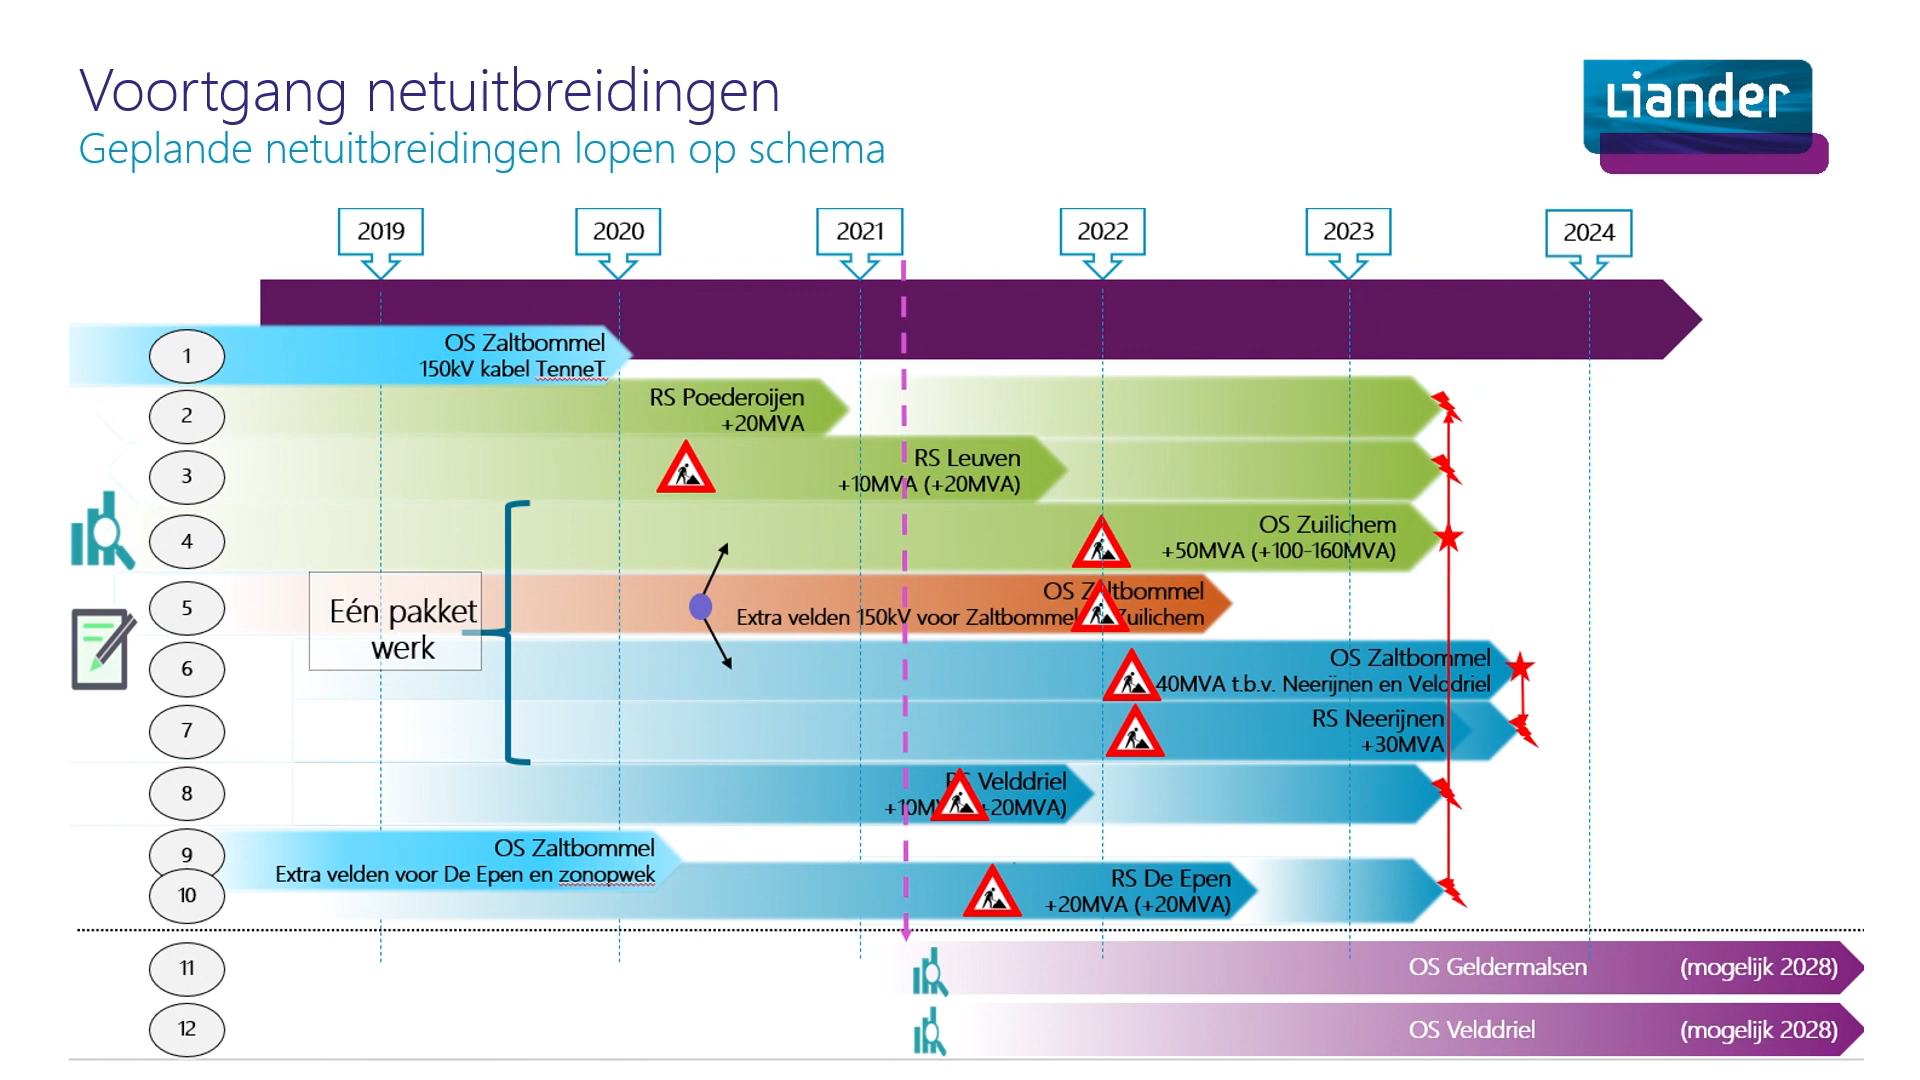 Voortgang netuitbreidingen
Geplande netuitbreidingen lopen op schema
Liander
2019
2020
2021
2022
2023
2024
1
OS Zaltbommel
150kV kabel TenneT
2
RS Poederoijen
+20MVA
3
RS Leuven
+10MVA (+20MVA)
4
OS Zuilichem
+50MVA (+100-160MVA)
Eén pakket
werk
5
OS Zaltbommel
Extra velden 150kV voor Zaltbommel Zuilichem
6
OS Zaltbommel
40MVA t.b.v. Neerijnen en Velddriel
7
RS Neerijnen
+30MVA
8
RS Velddriel
+10MVA (+20MVA)
9
OS Zaltbommel
Extra velden voor De Epen en zonopwek
10
RS De Epen
+20MVA (+20MVA)
11
OS Geldermalsen (mogelijk 2028)
12
OS Velddriel (mogelijk 2028)